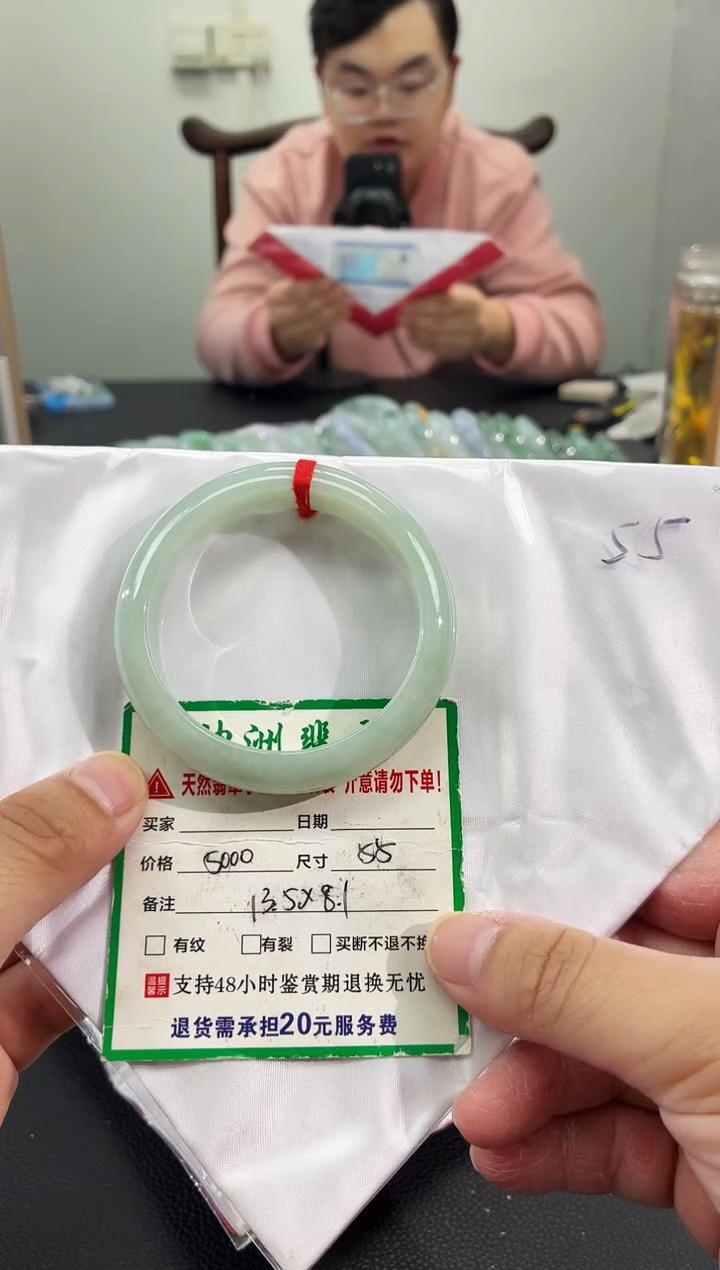 55
洲翡
天然翡 介意请勿下单!
买家 日期
价格 5000 尺寸 55
备注 13.5x8.1
有纹 有裂 买断不退不换
温馨提示 支持48小时鉴赏期退换无忧
退货需承担20元服务费